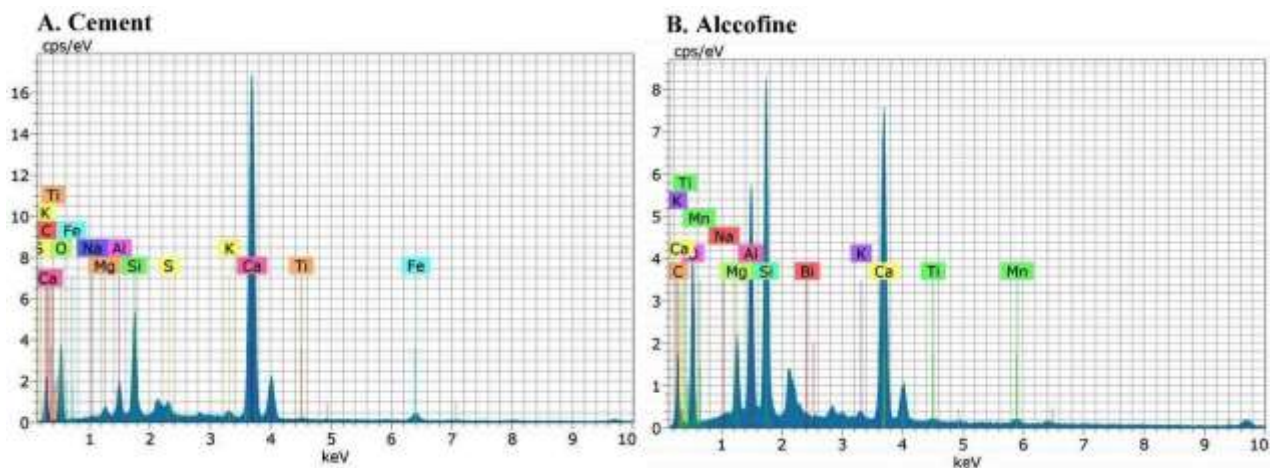 A. Cement
cps/eV
16
14
12
10
8
6
4
2
0
Ti
K
C Fe
S O Na Al K
Ca Mg Si S Ca Ti Fe
1 2 3 4 5 6 7 8 9 10
keV
B. Alccofine
cps/eV
8
7
6
5
4
3
2
1
0
Ti
K
Mn
Na
Ca Al K
C Mg Si Bi Ca Ti Mn
1 2 3 4 5 6 7 8 9 10
keV